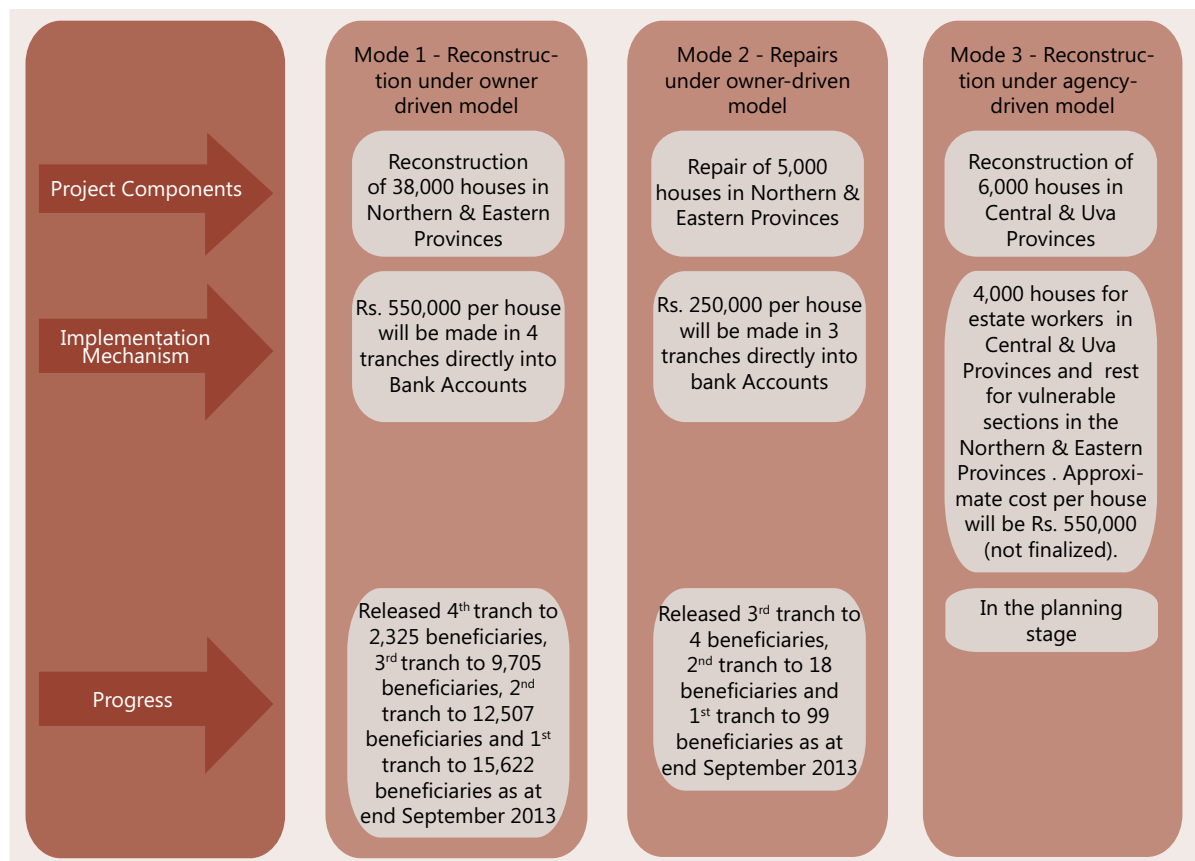 Mode 1 - Reconstruc-
tion under owner
driven model
Mode 2 - Repairs
under owner-driven
model
Mode 3 - Reconstruc-
tion under agency-
driven model
Project Components
Reconstruction
of 38,000 houses in
Northern & Eastern
Provinces
Repair of 5,000
houses in Northern &
Eastern Provinces
Reconstruction of
6,000 houses in
Central & Uva
Provinces
Implementation
Mechanism
Rs. 550,000 per house
will be made in 4
tranches directly into
Bank Accounts
Rs. 250,000 per house
will be made in 3
tranches directly into
bank Accounts
4,000 houses for
estate workers in
Central & Uva
Provinces and rest
for vulnerable
sections in the
Northern & Eastern
Provinces . Approxi-
mate cost per house
will be Rs. 550,000
(not finalized).
Progress
Released 4th tranch to
2,325 beneficiaries,
3rd tranch to 9,705
beneficiaries, 2nd
tranch to 12,507
beneficiaries and 1st
tranch to 15,622
beneficiaries as at
end September 2013
Released 3rd tranch to
4 beneficiaries,
2nd tranch to 18
beneficiaries and
1st tranch to 99
beneficiaries as at
end September 2013
In the planning
stage